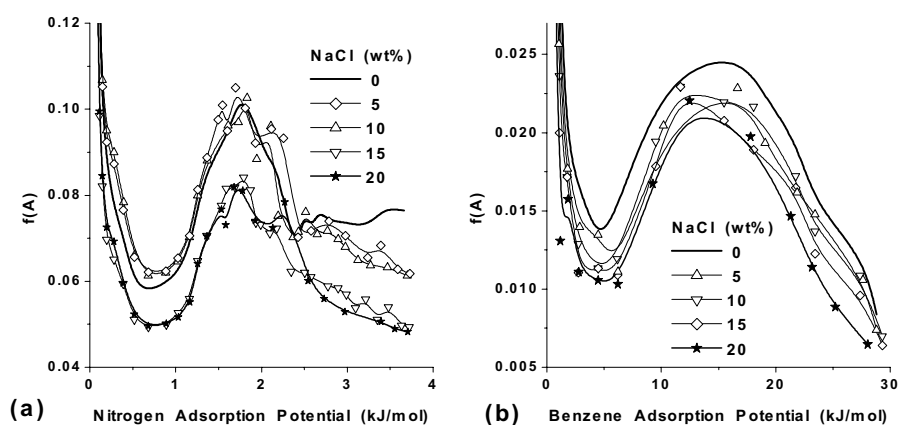 0.12
0.10
0.08
0.06
0.04
f(A)
NaCl (wt%)
0
5
10
15
20
0 1 2 3 4
(a) Nitrogen Adsorption Potential (kJ/mol)
0.025
0.020
0.015
0.010
0.005
f(A)
NaCl (wt%)
0
5
10
15
20
0 10 20 30
(b) Benzene Adsorption Potential (kJ/mol)